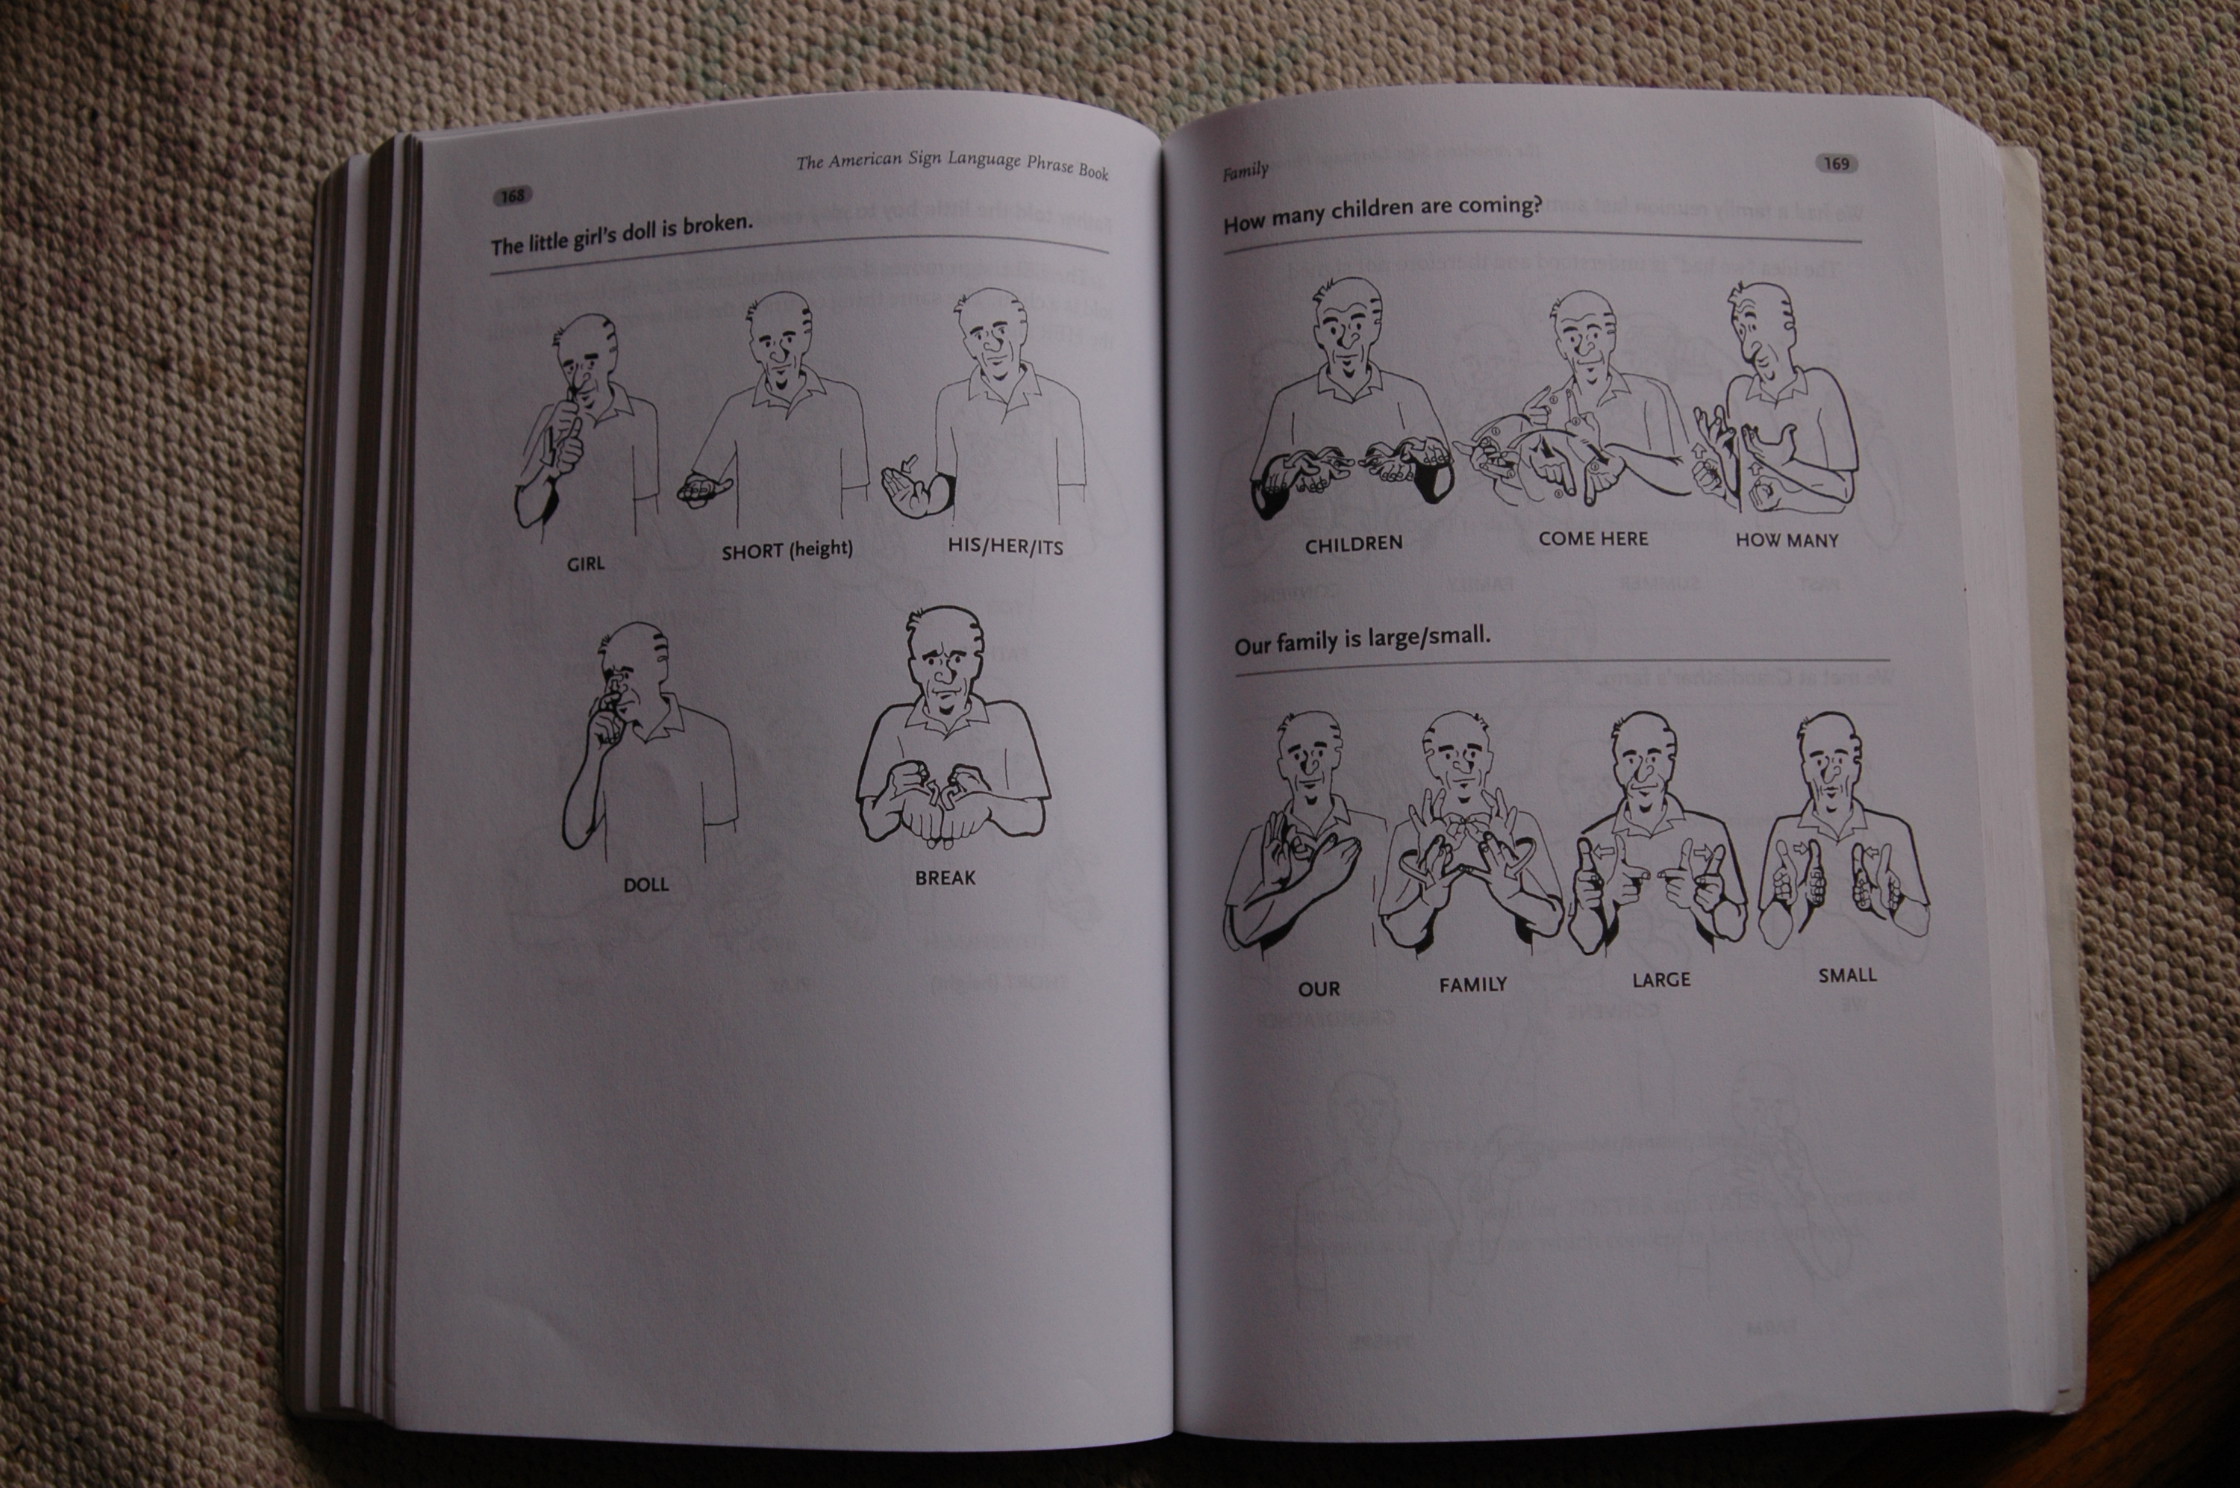 The American Sign Language Phrase Book
168
The little girl's doll is broken.
GIRL
SHORT (height)
HIS/HER/ITS
DOLL
BREAK
Family
169
How many children are coming?
CHILDREN
COME HERE
HOW MANY
Our family is large/small.
OUR
FAMILY
LARGE
SMALL